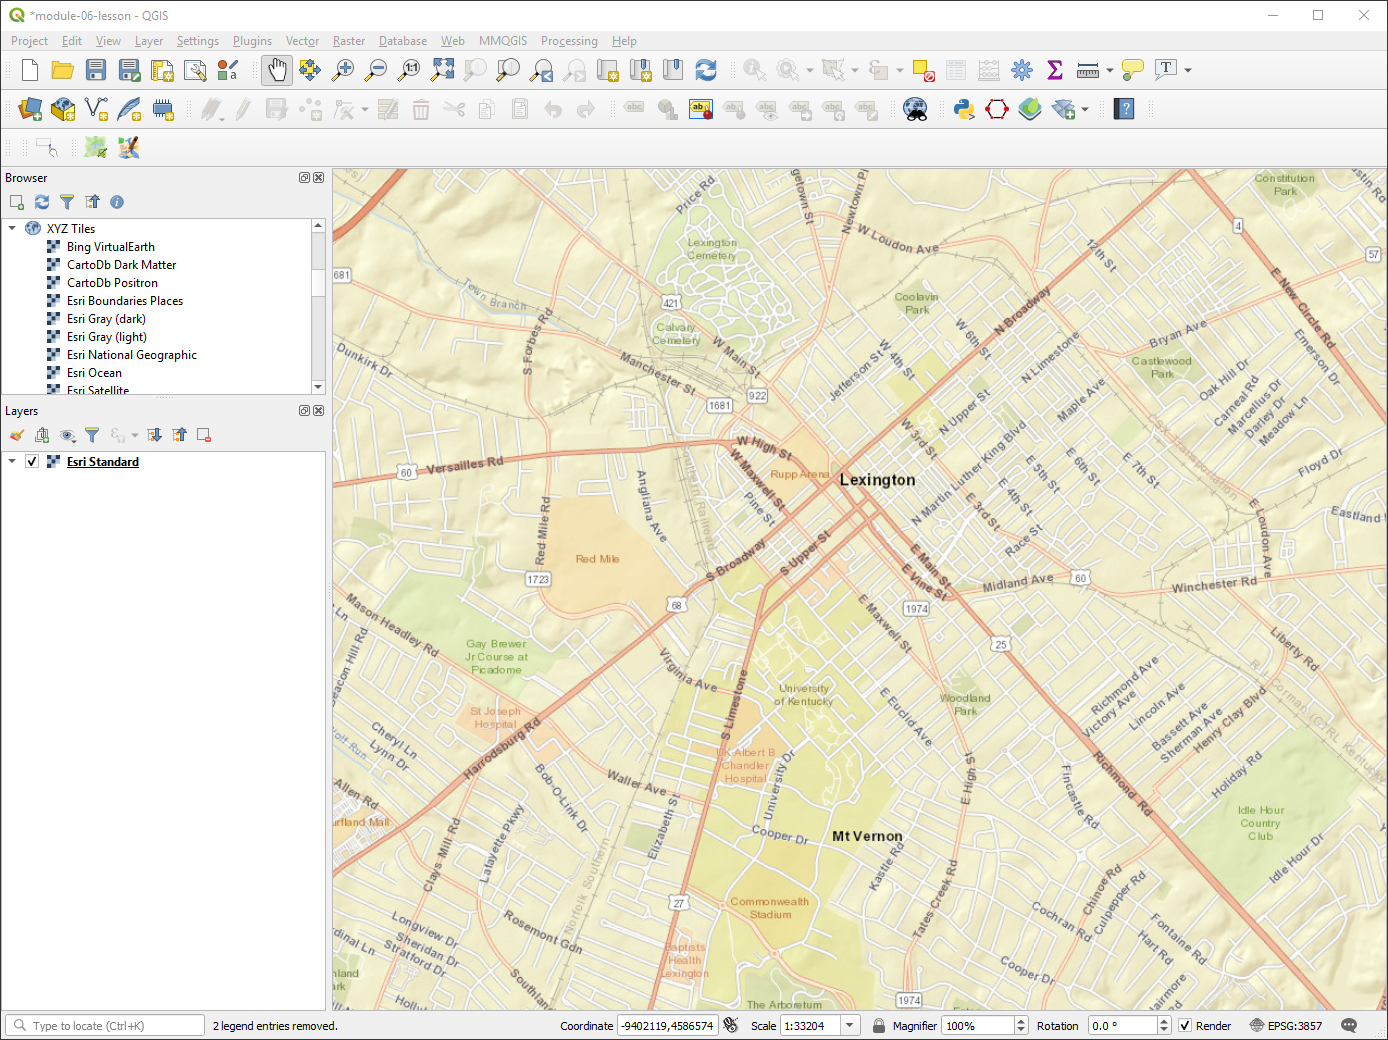 *module-06-lesson - QGIS
Project Edit View Layer Settings Plugins Vector Raster Database Web MMQGIS Processing Help
Browser
XYZ Tiles
Bing VirtualEarth
CartoDb Dark Matter
CartoDb Positron
Esri Boundaries Places
Esri Gray (dark)
Esri Gray (light)
Esri National Geographic
Esri Ocean
Esri Satellite
Layers
Esri Standard
Price Rd
getown St
Newtown Pi
Constitution
Park
W Loudon Ave
12th St
4
57
Lexington
Cemetery
681
Town Branch
421
Coolavin
Park
E New Circle Rd
N Broadway
Calvary
Cemetery
W Main St
S Forbes Rd
Dunkirk Dr
Manchester St
W 6th St
W 4th St
Jefferson St
N Limestone
Bryan Ave
Castlewood
Park
Emerson Dr
Oak Hill Dr
Carneal Rd
Marcellus Dr
Darley Dr
Meadow Ln
Maple Ave
922
1681
N Upper St
W 3rd St
N Martin Luther King Blvd
CSX Transportation
W High St
Rupp Arena
Lexington
60
Versailles Rd
W Maxwell St
Pine St
Southern Railroad
Angliana Ave
Red Mile Rd
Red Mile
E 3rd St
E 4th St
E 5th St
E 6th St
E 7th St
Race St
Floyd Dr
Eastland
E Loudon Ave
S Broadway
S Upper St
E Main St
E Vine St
Midland Ave
60
Winchester Rd
1723
68
1974
25
E Maxwell St
Mason Headley Rd
Ln
Beacon Hill Rd
Gay Brewer
Jr Course at
Picadome
Virginia Ave
Liberty Rd
R.J. Corman (CTRL Kentucky
University
of Kentucky
Woodland
Park
E Euclid Ave
Richmond Ave
Victory Ave
Lincoln Ave
Bassett Ave
Sherman Ave
Henry Clay Blvd
St Joseph
Hospital
S Limestone
Harrodsburg Rd
Cheryl Ln
Lynn Dr
Wolf Run
UK Albert B
Chandler
Hospital
University Dr
E High St
Richmond Rd
Holiday Rd
Fincastle Rd
Allen Rd
urfland Mall
Bob-O-Link Dr
Waller Ave
Lafayette Pkwy
Elizabeth St
Clays Mill Rd
Cooper Dr
Mt Vernon
Kastle Rd
Idle Hour
Country
Club
Idle Hour Dr
Norfolk Southern
27
Commonwealth
Stadium
Tates Creek Rd
Chinoe Rd
Culpepper Rd
Cochran Rd
Fontaine Rd
Hart Rd
Longview Dr
Sheridan Dr
Stratford Dr
Rosemont Gdn
Baptists
Health
Lexington
Cooper Dr
1974
The Arboretum
Type to locate (Ctrl+K) 2 legend entries removed. Coordinate -9402119,4586574 Scale 1:33204 Magnifier 100% Rotation 0.0 ° Render EPSG:3857